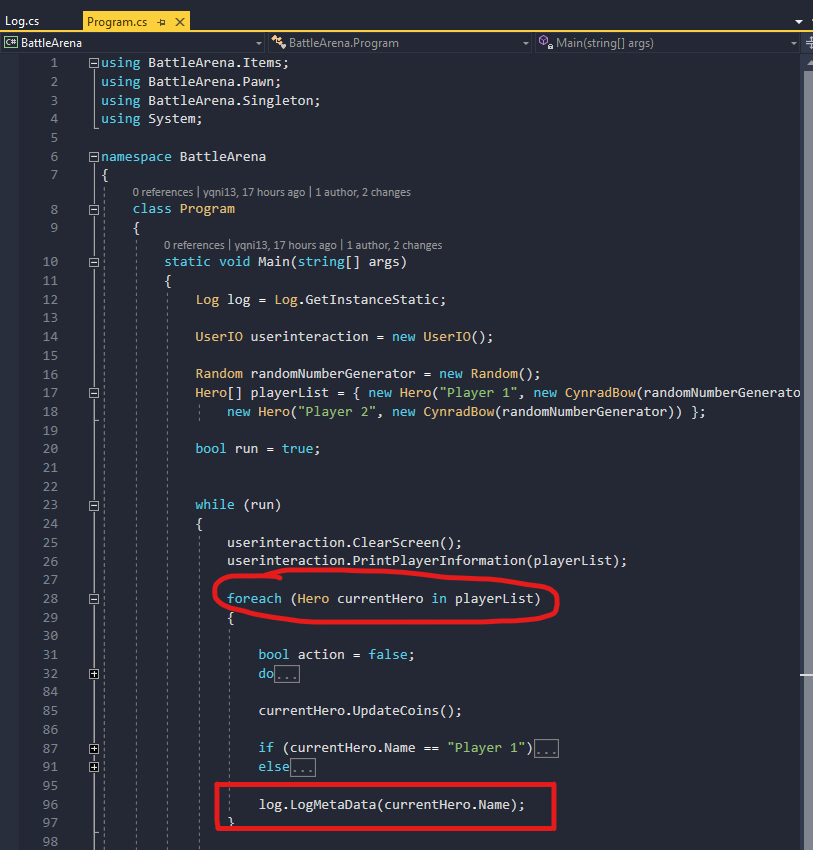 Log.cs
Program.cs
C# BattleArena
BattleArena.Program
Main(string[] args)
1 using BattleArena.Items;
2 using BattleArena.Pawn;
3 using BattleArena.Singleton;
4 using System;
5
6 namespace BattleArena
7 {
0 references | yqni13, 17 hours ago | 1 author, 2 changes
8 class Program
9 {
0 references | yqni13, 17 hours ago | 1 author, 2 changes
10 static void Main(string[] args)
11 {
12 Log log = Log.GetInstanceStatic;
13
14 UserIO userinteraction = new UserIO();
15
16 Random randomNumberGenerator = new Random();
17 Hero[] playerList = { new Hero("Player 1", new CynradBow(randomNumberGenerato
18 new Hero("Player 2", new CynradBow(randomNumberGenerator)) };
19
20 bool run = true;
21
22
23 while (run)
24 {
25 userinteraction.ClearScreen();
26 userinteraction.PrintPlayerInformation(playerList);
27
28 foreach (Hero currentHero in playerList)
29 {
30
31 bool action = false;
32 do...
84
85 currentHero.UpdateCoins();
86
87 if (currentHero.Name == "Player 1")...
91 else...
95
96 log.LogMetaData(currentHero.Name);
97 }
98